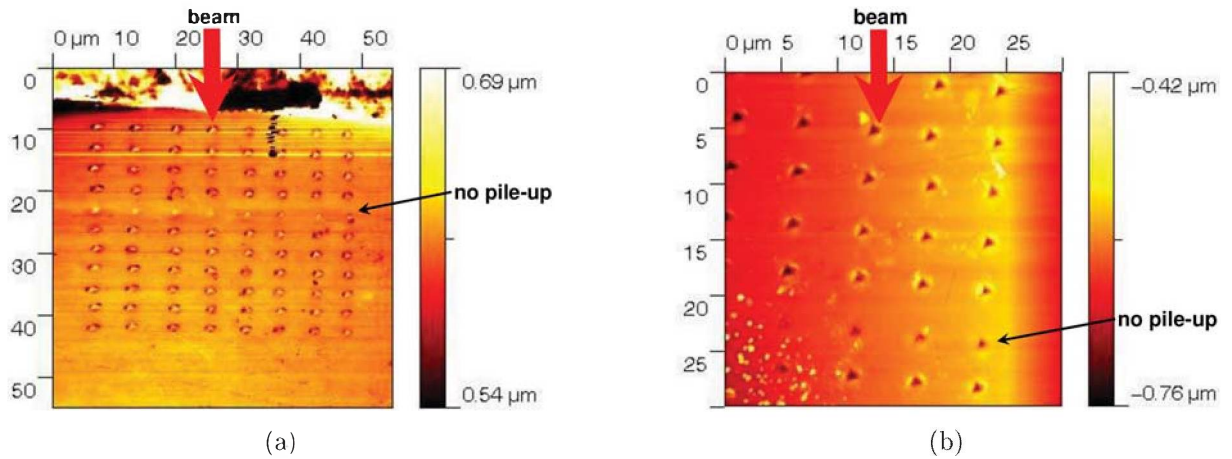 beam
0 µm 10 20 30 40 50
0
10
20
30
40
50
0.69 µm
0.54 µm
no pile-up
(a)
beam
0 µm 5 10 15 20 25
0
5
10
15
20
25
-0.42 µm
-0.76 µm
no pile-up
(b)